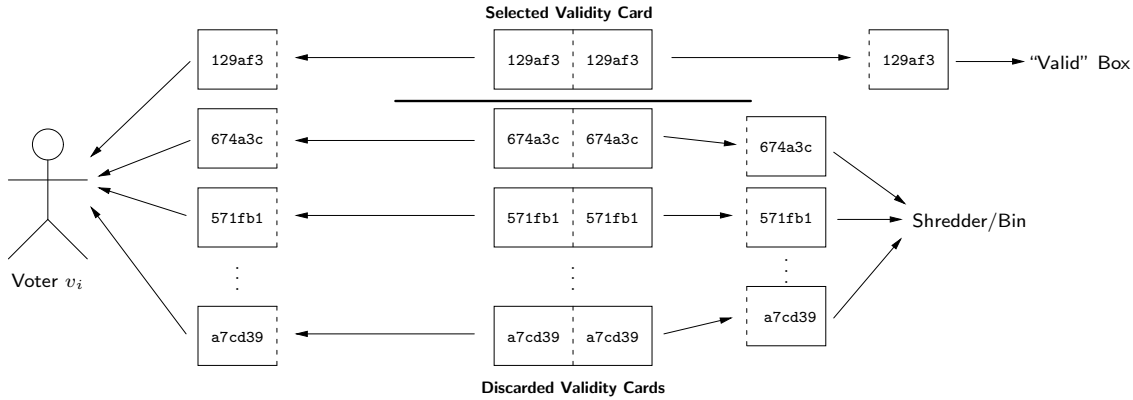 Selected Validity Card
129af3 129af3 129af3 129af3 “Valid” Box
674a3c 674a3c 674a3c 674a3c
571fb1 571fb1 571fb1 571fb1 Shredder/Bin
Voter vi
a7cd39 a7cd39 a7cd39 a7cd39
Discarded Validity Cards